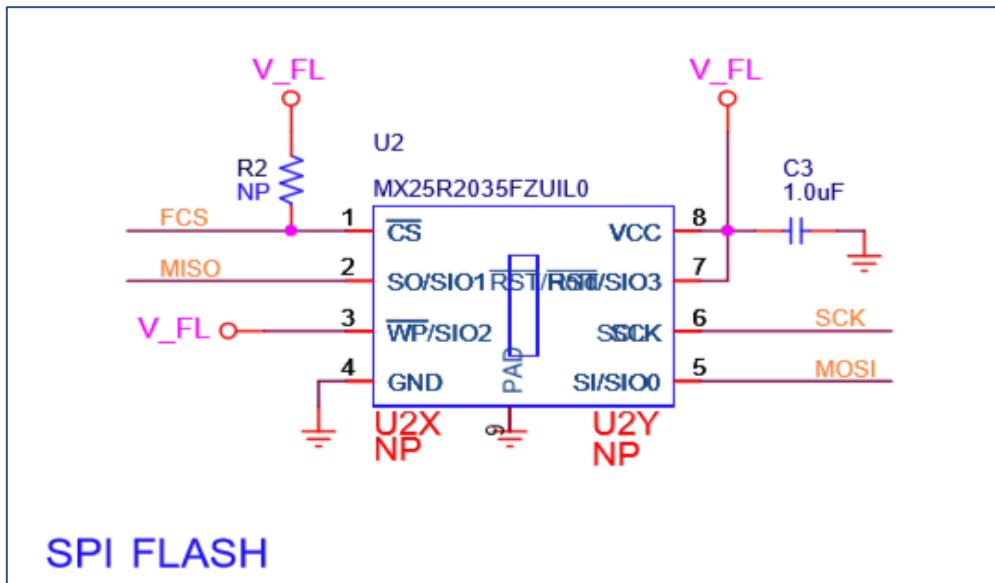 V_FL
V_FL
U2
R2
NP
MX25R2035FZUIL0
C3
1.0uF
FCS
1
CS
VCC
8
MISO
2
SO/SIO1
RST/SIO3
7
V_FL
3
WP/SIO2
SCK
6
SCK
4
GND
PAD
SI/SIO0
5
MOSI
U2X
NP
9
U2Y
NP
SPI FLASH